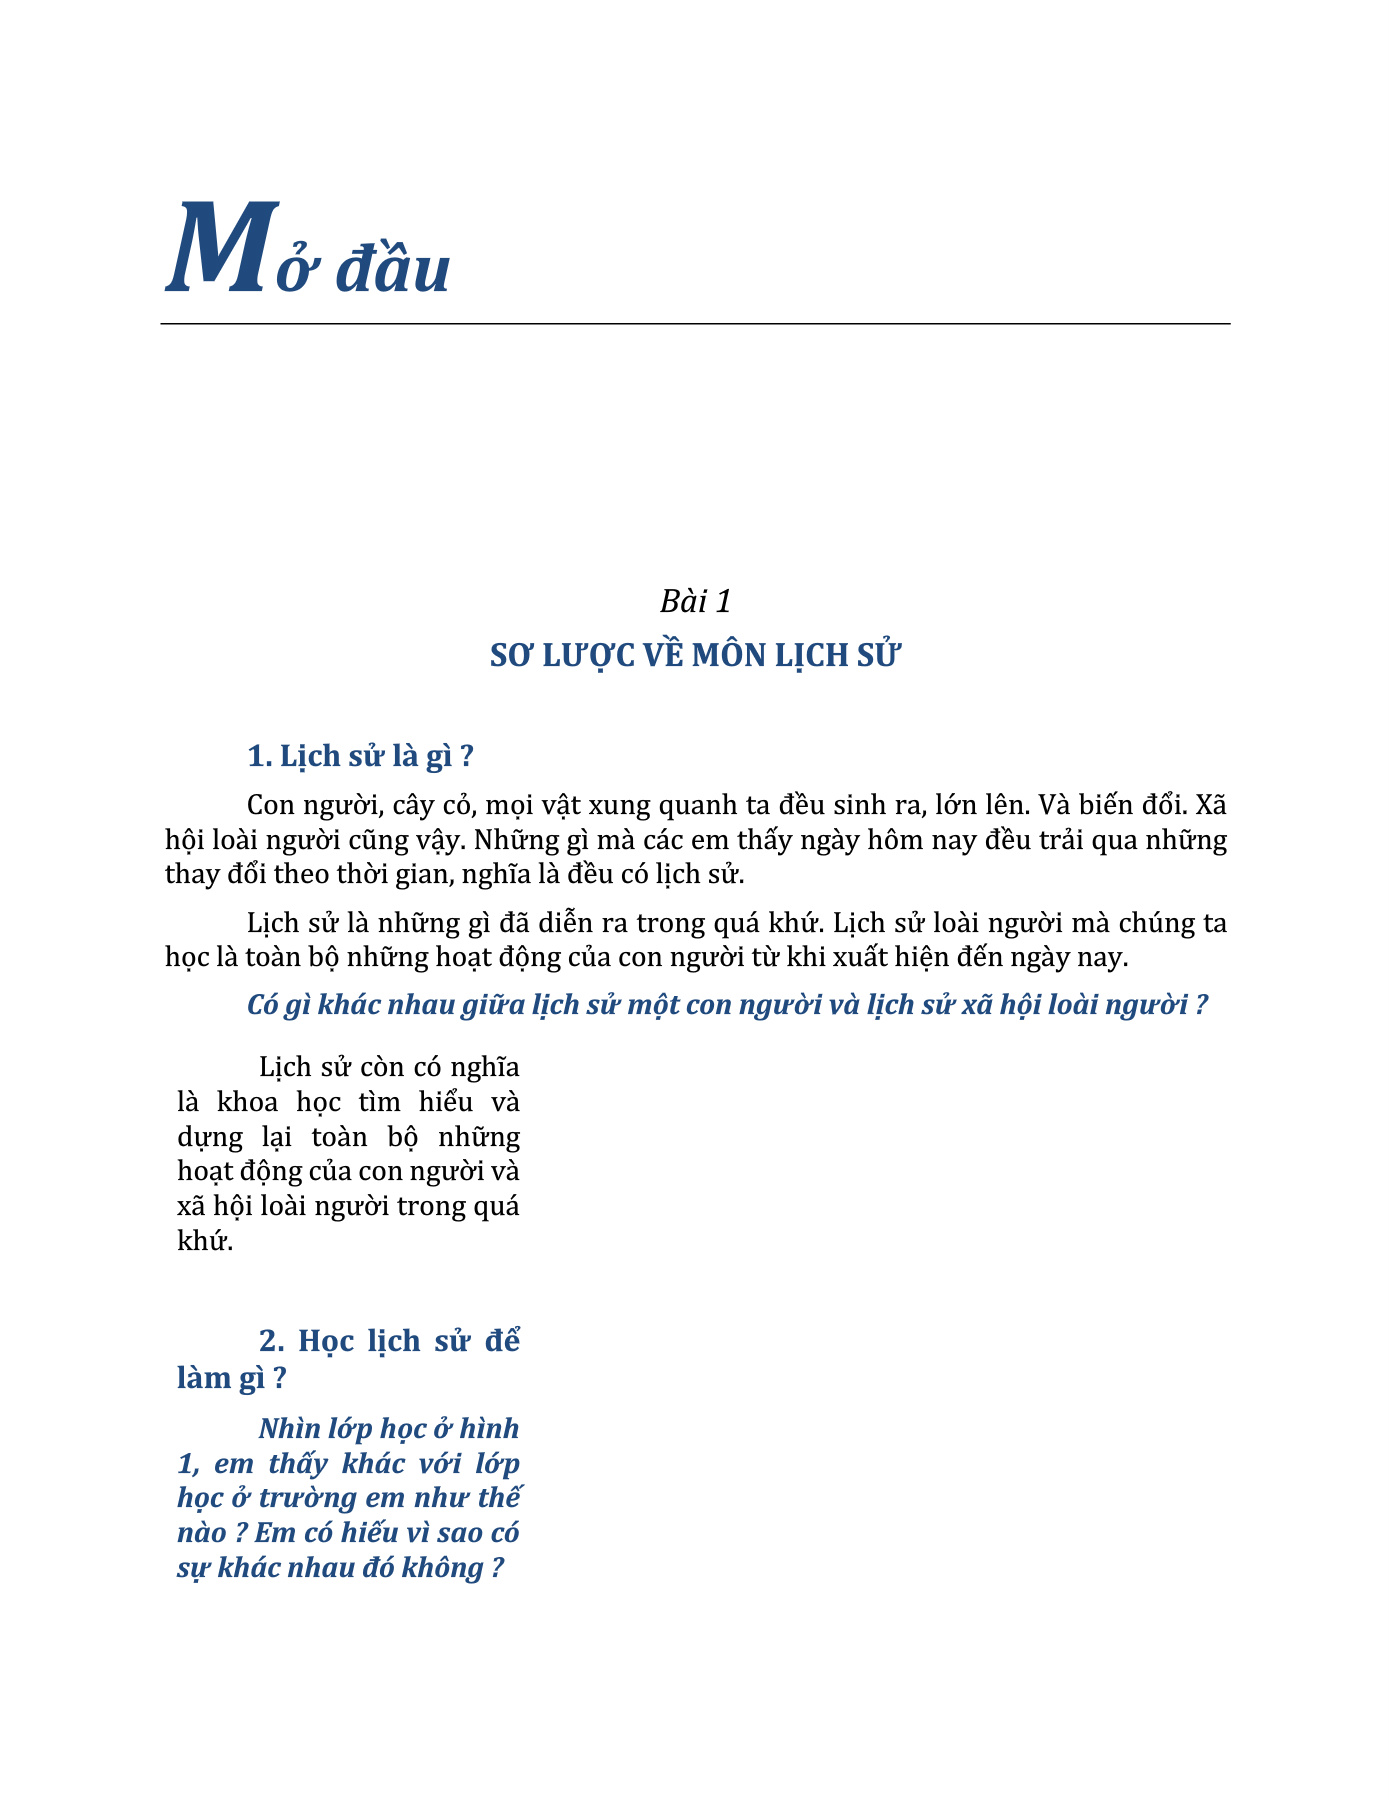 Mở đầu
Bài 1
SƠ LƯỢC VỀ MÔN LỊCH SỬ
1. Lịch sử là gì ?
Con người, cây cỏ, mọi vật xung quanh ta đều sinh ra, lớn lên. Và biến đổi. Xã
hội loài người cũng vậy. Những gì mà các em thấy ngày hôm nay đều trải qua những
thay đổi theo thời gian, nghĩa là đều có lịch sử.
Lịch sử là những gì đã diễn ra trong quá khứ. Lịch sử loài người mà chúng ta
học là toàn bộ những hoạt động của con người từ khi xuất hiện đến ngày nay.
Có gì khác nhau giữa lịch sử một con người và lịch sử xã hội loài người ?
Lịch sử còn có nghĩa
là khoa học tìm hiểu và
dựng lại toàn bộ những
hoạt động của con người và
xã hội loài người trong quá
khứ.
2. Học lịch sử để
làm gì ?
Nhìn lớp học ở hình
1, em thấy khác với lớp
học ở trường em như thế
nào ? Em có hiếu vì sao có
sự khác nhau đó không ?